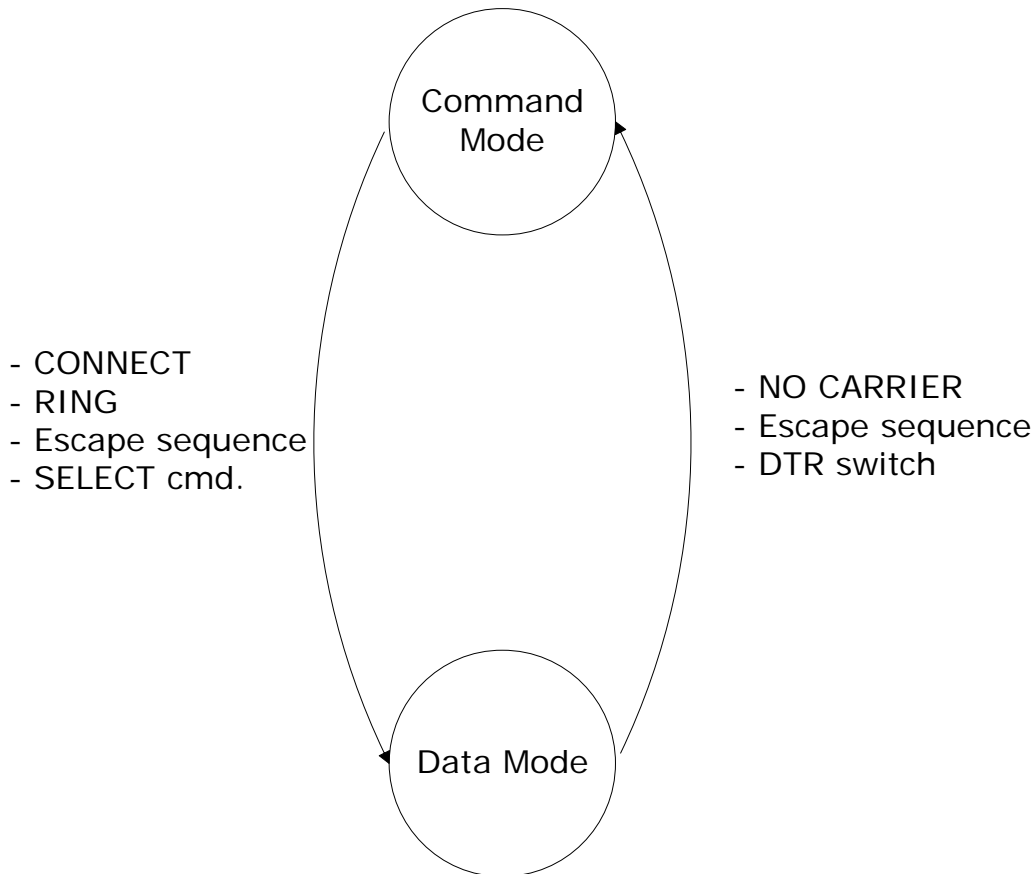 Command
Mode
- CONNECT
- RING
- Escape sequence
- SELECT cmd.
- NO CARRIER
- Escape sequence
- DTR switch
Data Mode